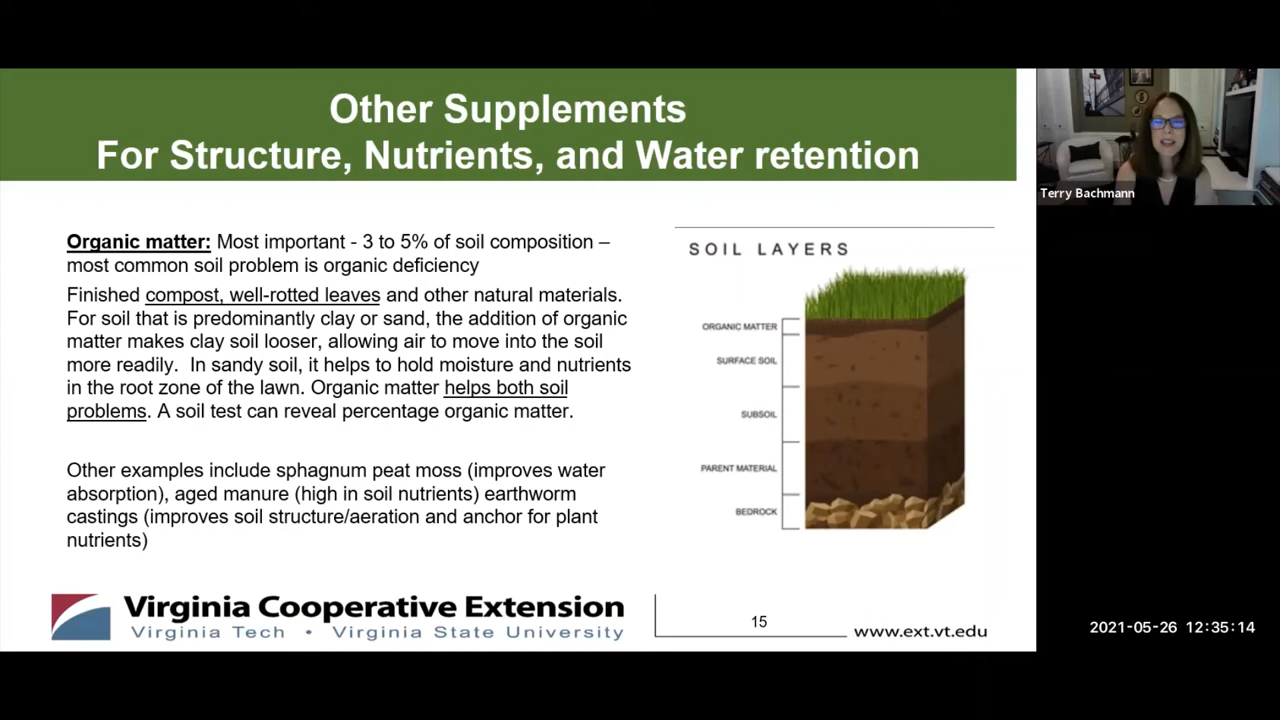 Other Supplements
For Structure, Nutrients, and Water retention
Terry Bachmann
Organic matter: Most important - 3 to 5% of soil composition –
most common soil problem is organic deficiency
Finished compost, well-rotted leaves and other natural materials.
For soil that is predominantly clay or sand, the addition of organic
matter makes clay soil looser, allowing air to move into the soil
more readily.  In sandy soil, it helps to hold moisture and nutrients
in the root zone of the lawn. Organic matter helps both soil
problems. A soil test can reveal percentage organic matter.
Other examples include sphagnum peat moss (improves water
absorption), aged manure (high in soil nutrients) earthworm
castings (improves soil structure/aeration and anchor for plant
nutrients)
SOIL LAYERS
ORGANIC MATTER
SURFACE SOIL
SUBSOIL
PARENT MATERIAL
BEDROCK
Virginia Cooperative Extension
Virginia Tech • Virginia State University
15
www.ext.vt.edu
2021-05-26 12:35:14